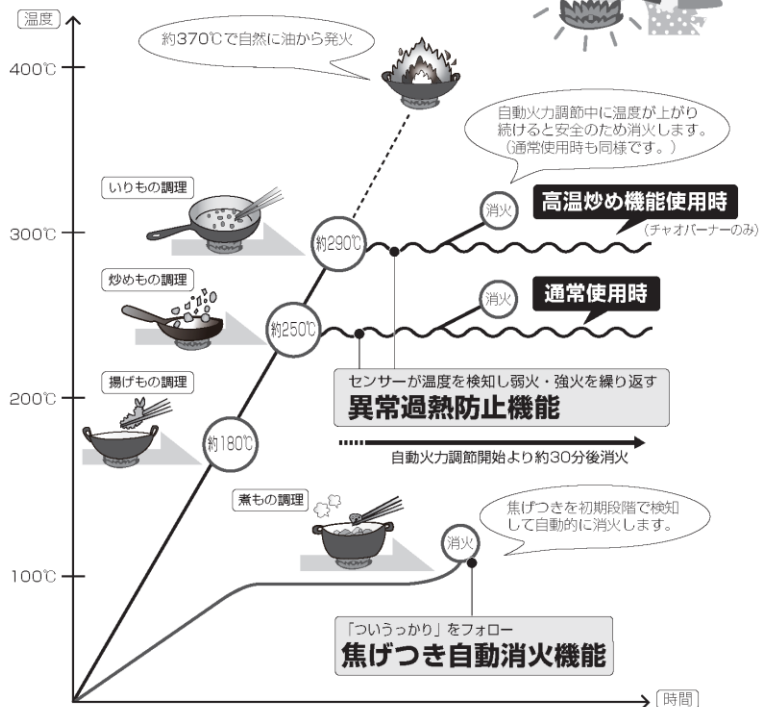 温度
約370℃で自然に油から発火
400℃
自動火力調節中に温度が上がり
続けると安全のため消火します。
（通常使用時も同様です。）
いりもの調理
消火
高温炒め機能使用時
（チャオバーナーのみ）
300℃
約290℃
炒めもの調理
消火
通常使用時
約250℃
揚げもの調理
センサーが温度を検知し弱火・強火を繰り返す
異常過熱防止機能
200℃
約180℃
自動火力調節開始より約30分後消火
煮もの調理
焦げつきを初期段階で検知
して自動的に消火します。
消火
100℃
「ついうっかり」をフォロー
焦げつき自動消火機能
時間